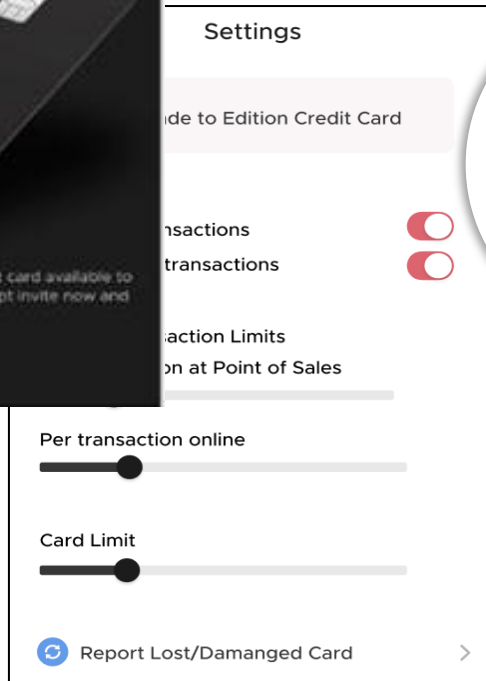 Settings
de to Edition Credit Card
nsactions
transactions
card available to
pt invite now and
action Limits
on at Point of Sales
Per transaction online
Card Limit
Report Lost/Damanged Card